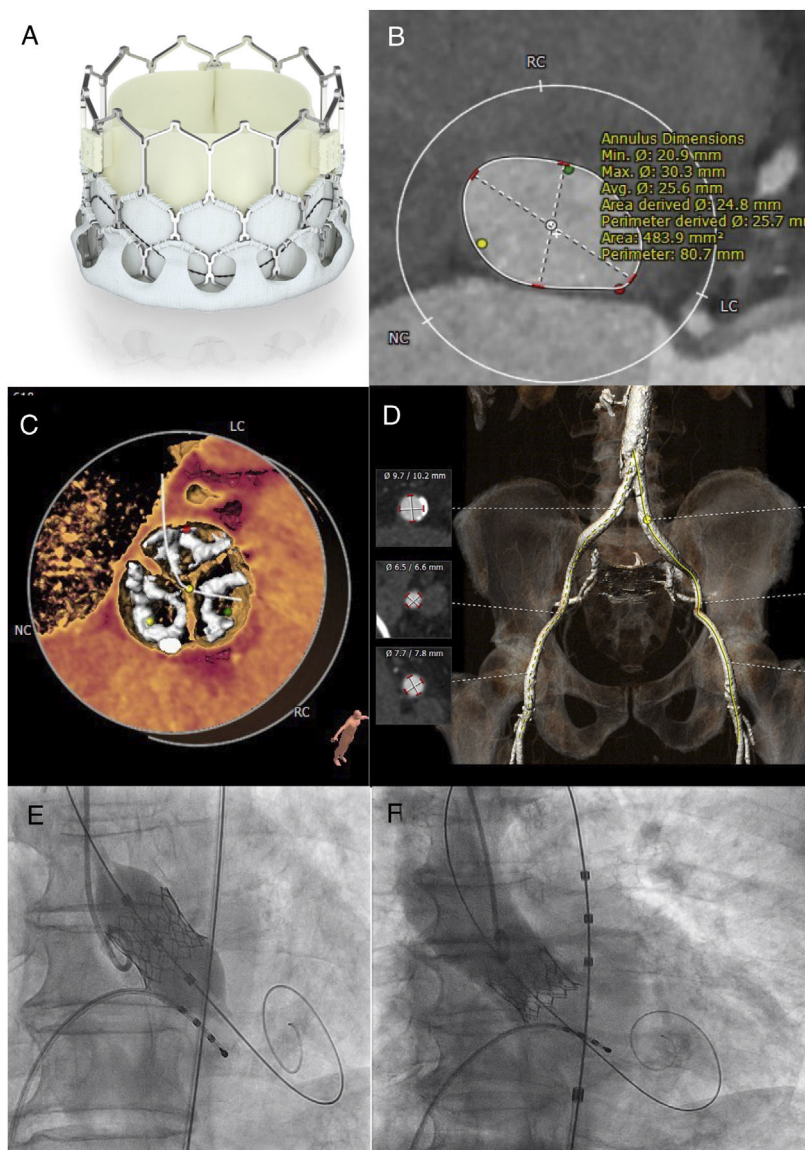 A
B
RC
Annulus Dimensions
Min. Ø: 20.9 mm
Max. Ø: 30.3 mm
Avg. Ø: 25.6 mm
Area derived Ø: 24.8 mm
Perimeter derived Ø: 25.7 m
Area: 483.9 mm²
Perimeter: 80.7 mm
LC
NC
C
LC
NC
RC
D
Ø 9.7 / 10.2 mm
Ø 6.5 / 6.6 mm
Ø 7.7 / 7.8 mm
E
F